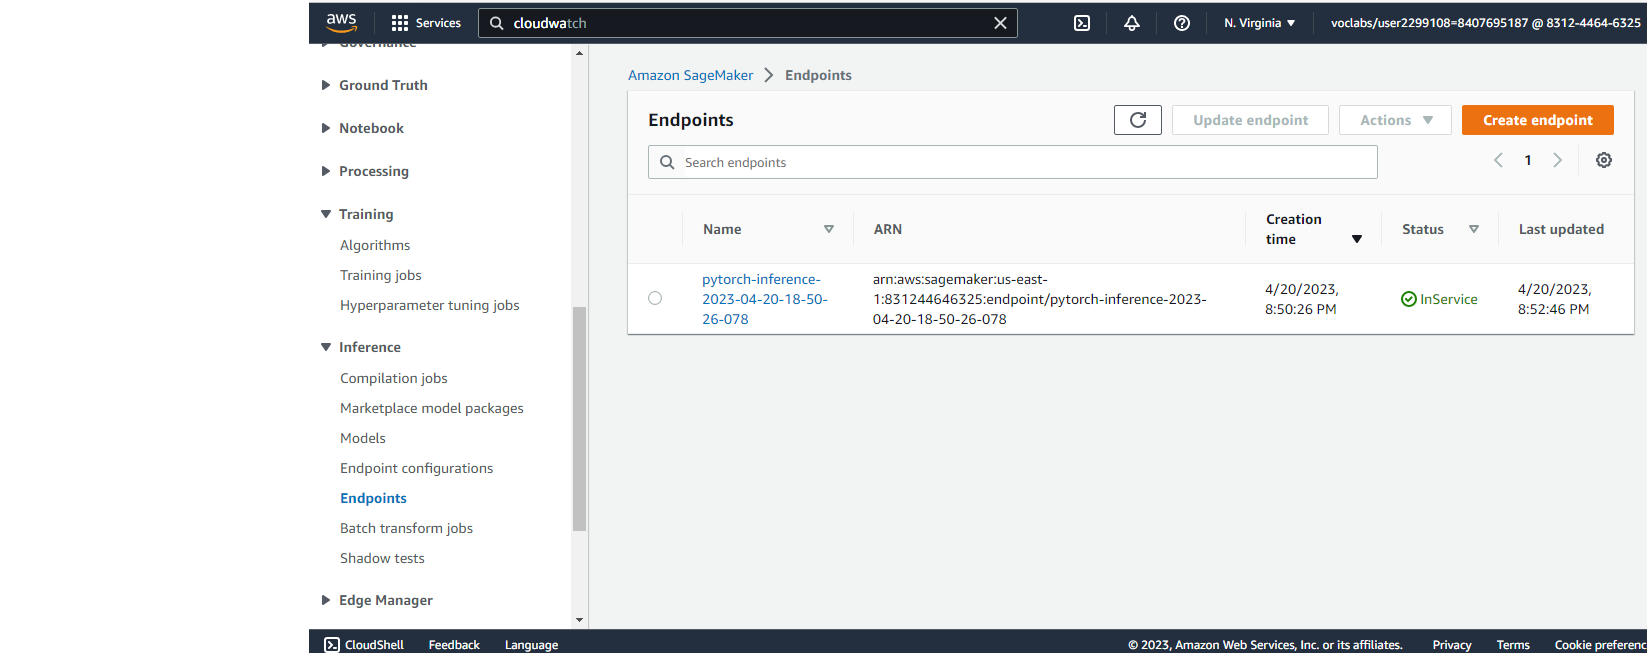 aws
Services
cloudwatch
N. Virginia
voclabs/user2299108=8407695187 @ 8312-4464-6325
Governance
Ground Truth
Notebook
Processing
Training
Algorithms
Training jobs
Hyperparameter tuning jobs
Inference
Compilation jobs
Marketplace model packages
Models
Endpoint configurations
Endpoints
Batch transform jobs
Shadow tests
Edge Manager
Amazon SageMaker > Endpoints
Endpoints
Update endpoint
Actions
Create endpoint
Search endpoints
1
Name
ARN
Creation
time
Status
Last updated
pytorch-inference-
2023-04-20-18-50-
26-078
arn:aws:sagemaker:us-east-
1:831244646325:endpoint/pytorch-inference-2023-
04-20-18-50-26-078
4/20/2023,
8:50:26 PM
InService
4/20/2023,
8:52:46 PM
CloudShell
Feedback
Language
© 2023, Amazon Web Services, Inc. or its affiliates.
Privacy
Terms
Cookie preferenc